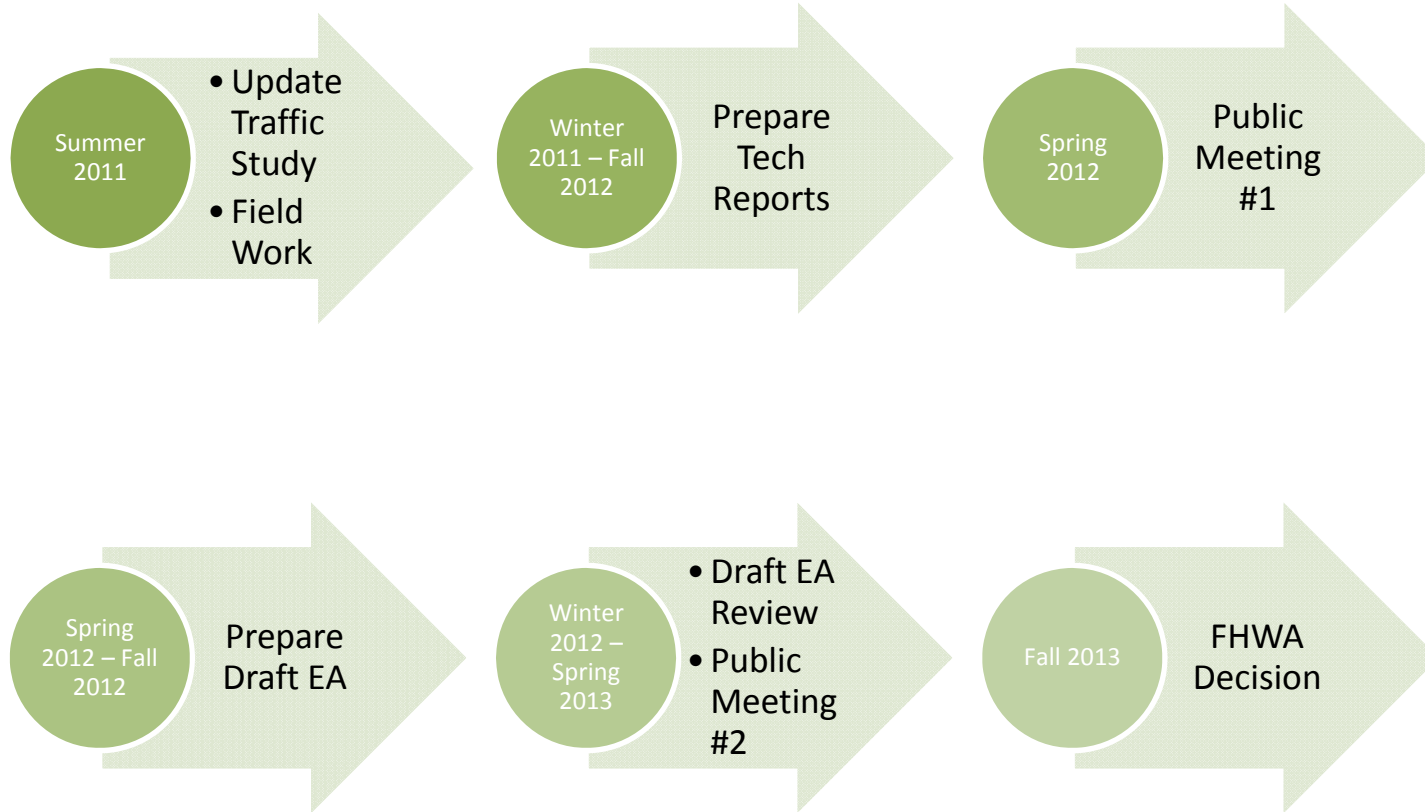 Summer
2011
• Update
Traffic
Study
• Field
Work
Winter
2011 – Fall
2012
Prepare
Tech
Reports
Spring
2012
Public
Meeting
#1
Spring
2012 – Fall
2012
Prepare
Draft EA
Winter
2012 –
Spring
2013
• Draft EA
Review
• Public
Meeting
#2
Fall 2013
FHWA
Decision